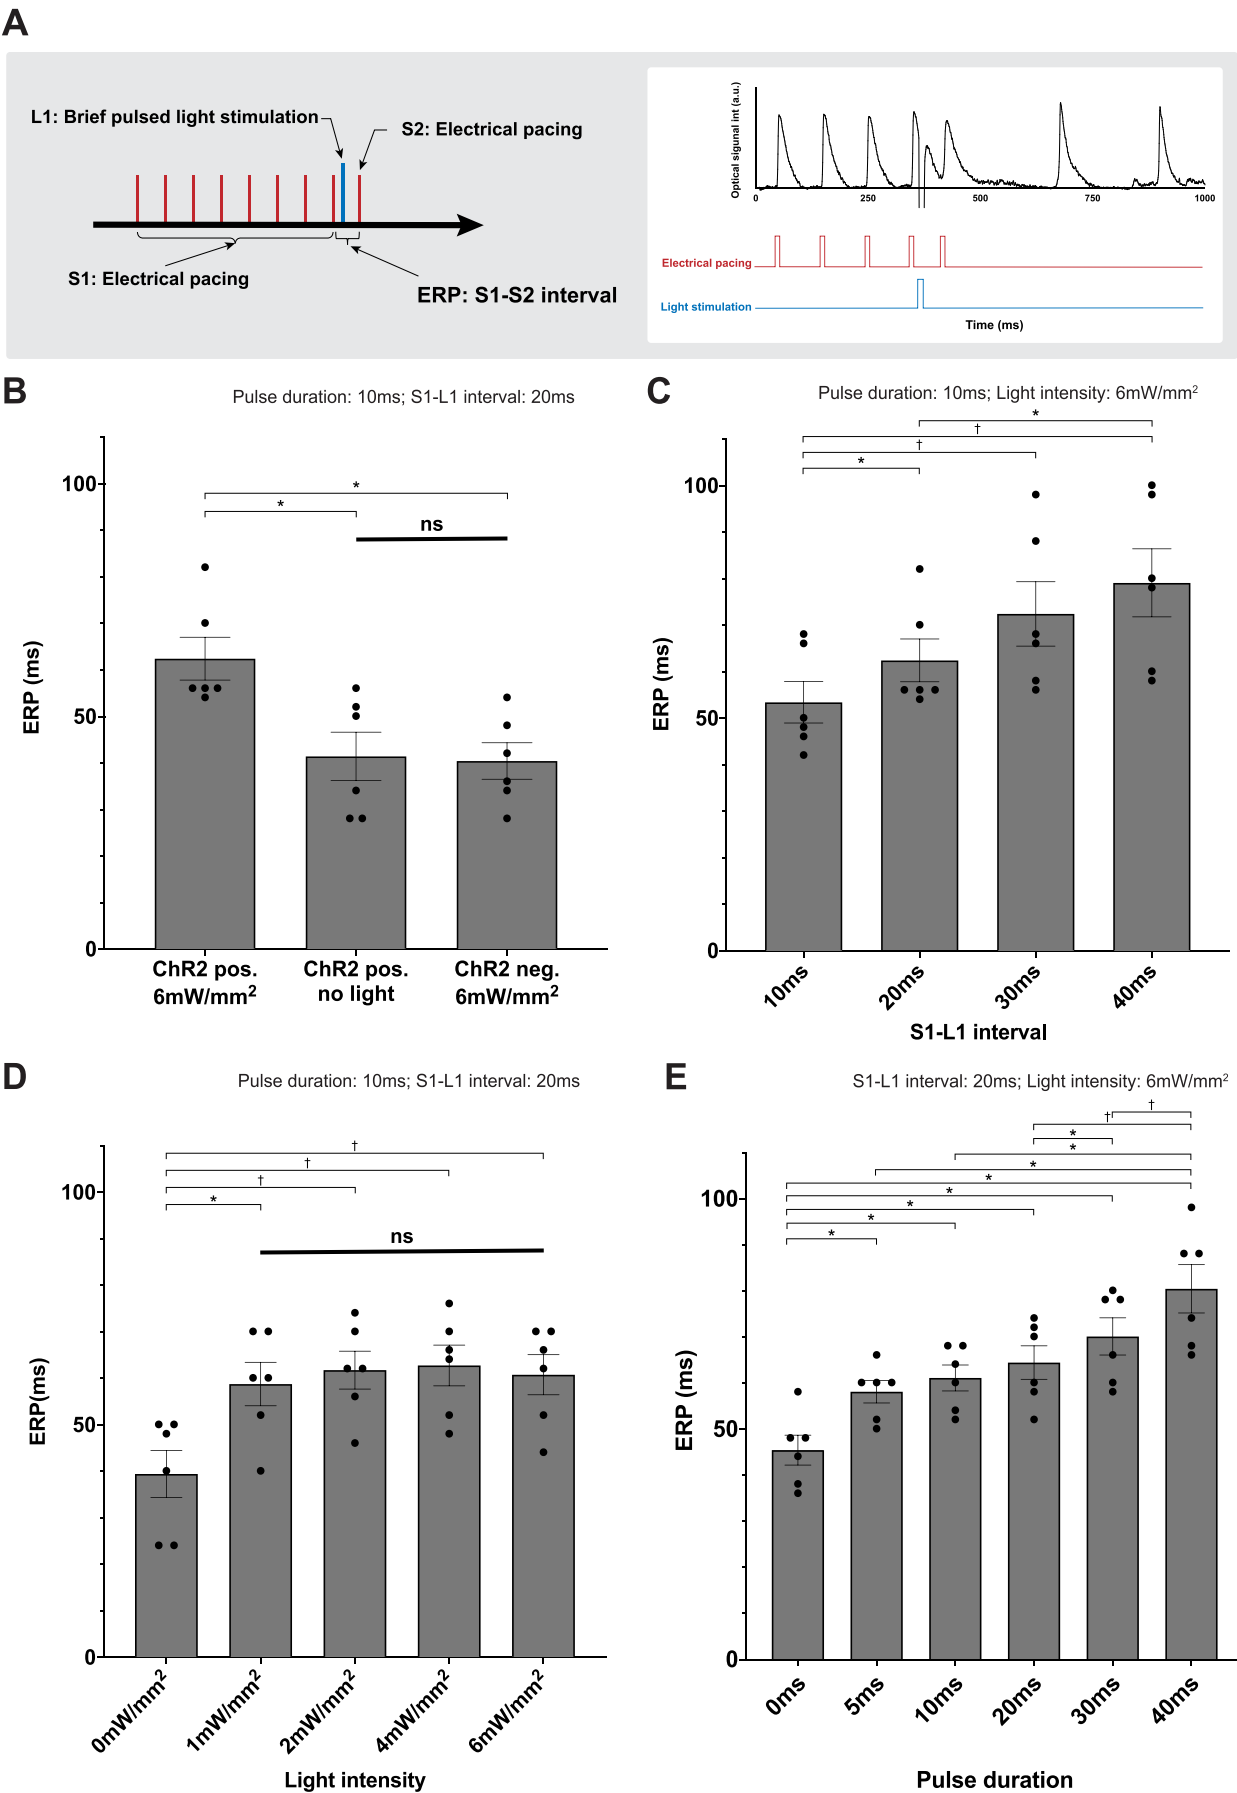 A
L1: Brief pulsed light stimulation
S2: Electrical pacing
S1: Electrical pacing
ERP: S1-S2 interval
Optical sigunal int (a.u.)
0 250 500 750 1000
Electrical pacing
Light stimulation
Time (ms)
B
Pulse duration: 10ms; S1-L1 interval: 20ms
100
50
0
ERP (ms)
*
*
ns
ChR2 pos. 6mW/mm²
ChR2 pos. no light
ChR2 neg. 6mW/mm²
C
Pulse duration: 10ms; Light intensity: 6mW/mm²
*
†
†
*
100
50
0
ERP (ms)
10ms 20ms 30ms 40ms
S1-L1 interval
D
Pulse duration: 10ms; S1-L1 interval: 20ms
†
†
†
*
ns
100
50
0
ERP(ms)
0mW/mm² 1mW/mm² 2mW/mm² 4mW/mm² 6mW/mm²
Light intensity
E
S1-L1 interval: 20ms; Light intensity: 6mW/mm²
†
†
*
*
*
*
*
*
*
*
100
50
0
ERP (ms)
0ms 5ms 10ms 20ms 30ms 40ms
Pulse duration